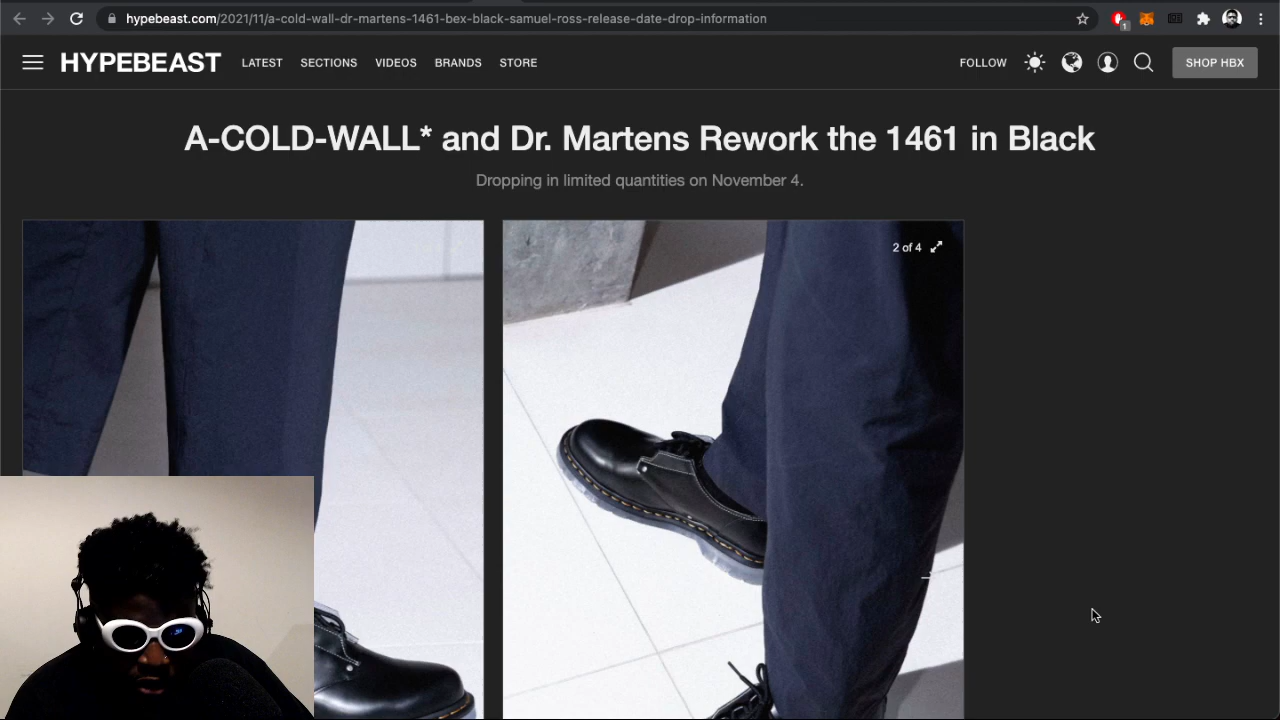 hypebeast.com/2021/11/a-cold-wall-dr-martens-1461-bex-black-samuel-ross-release-date-drop-information
1
HYPEBEAST LATEST SECTIONS VIDEOS BRANDS STORE FOLLOW SHOP HBX
A-COLD-WALL* and Dr. Martens Rework the 1461 in Black
Dropping in limited quantities on November 4.
2 of 4